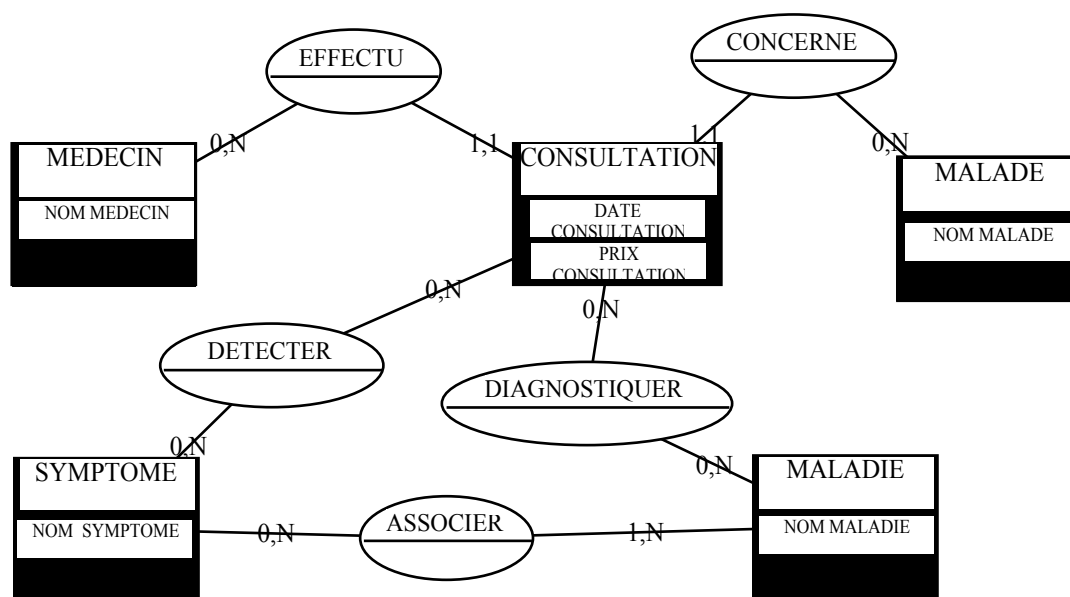 CONCERNE
EFFECTU
0,N
1,1
1,1
0,N
MEDECIN
CONSULTATION
MALADE
NOM MEDECIN
DATE
CONSULTATION
NOM MALADE
PRIX
CONSULTATION
0,N
0,N
DETECTER
DIAGNOSTIQUER
0,N
0,N
SYMPTOME
MALADIE
NOM SYMPTOME
0,N
ASSOCIER
1,N
NOM MALADIE